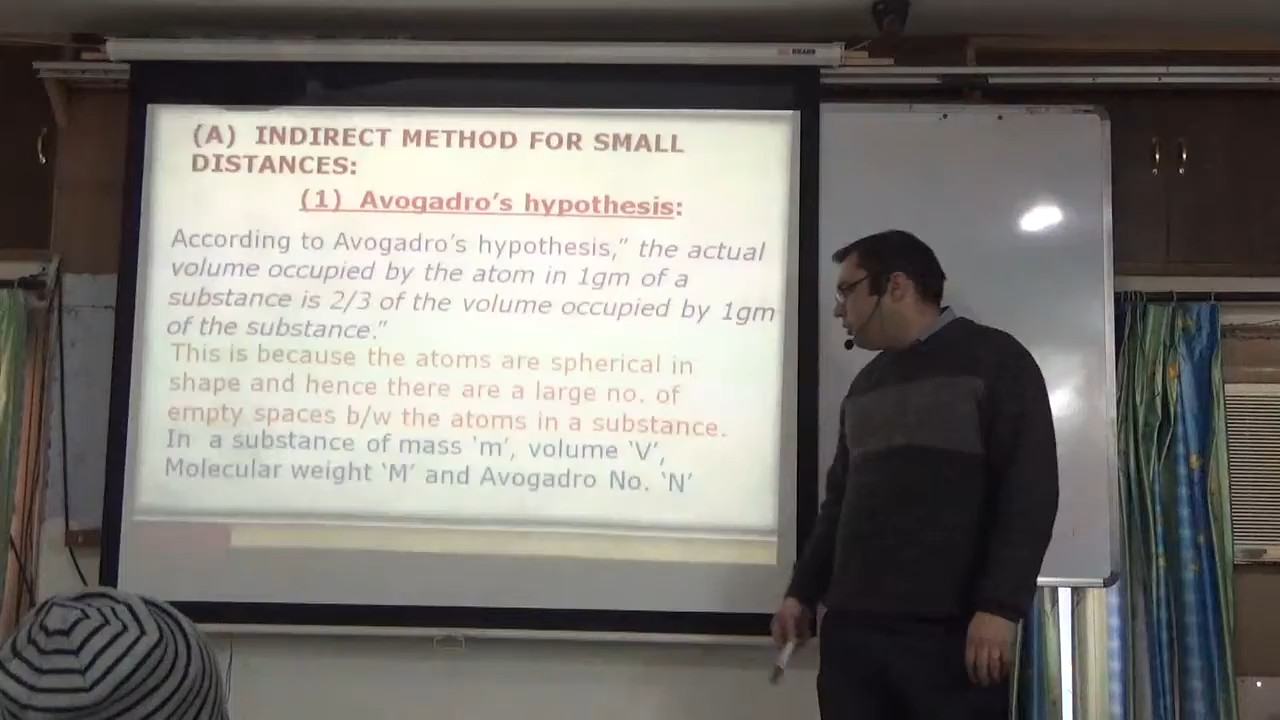 (A) INDIRECT METHOD FOR SMALL
DISTANCES:
(1) Avogadro's hypothesis:
According to Avogadro's hypothesis,” the actual
volume occupied by the atom in 1gm of a
substance is 2/3 of the volume occupied by 1gm
of the substance.”
This is because the atoms are spherical in
shape and hence there are a large no. of
empty spaces b/w the atoms in a substance.
In a substance of mass ‘m’, volume ‘V’,
Molecular weight ‘M’ and Avogadro No. ‘N’